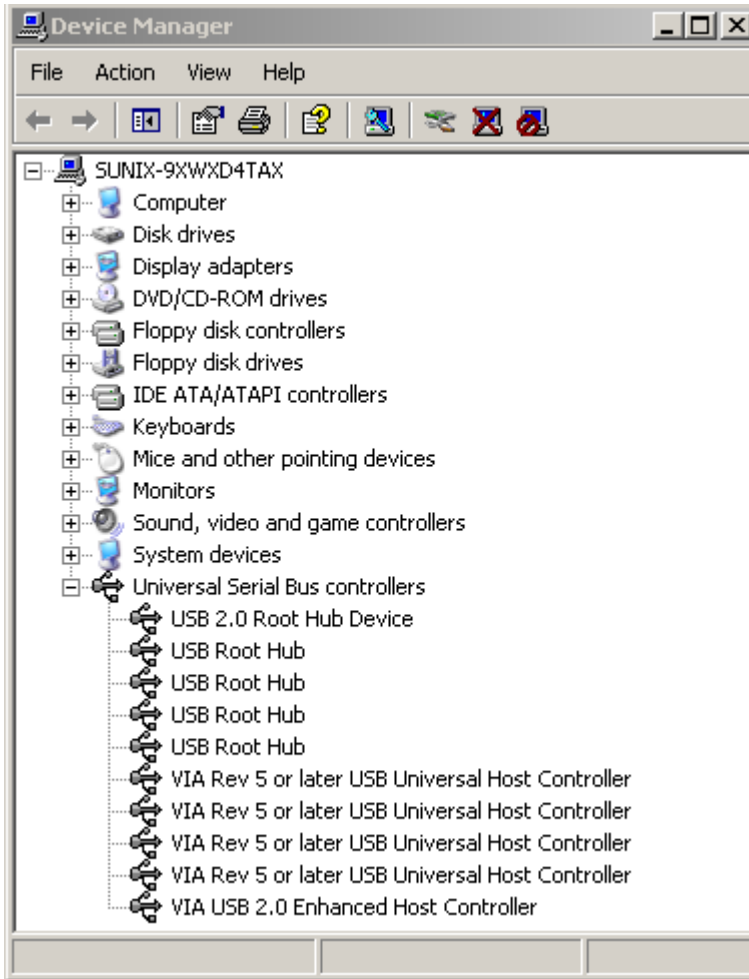 Device Manager
File Action View Help
SUNIX-9XWXD4TAX
Computer
Disk drives
Display adapters
DVD/CD-ROM drives
Floppy disk controllers
Floppy disk drives
IDE ATA/ATAPI controllers
Keyboards
Mice and other pointing devices
Monitors
Sound, video and game controllers
System devices
Universal Serial Bus controllers
USB 2.0 Root Hub Device
USB Root Hub
USB Root Hub
USB Root Hub
USB Root Hub
VIA Rev 5 or later USB Universal Host Controller
VIA Rev 5 or later USB Universal Host Controller
VIA Rev 5 or later USB Universal Host Controller
VIA Rev 5 or later USB Universal Host Controller
VIA USB 2.0 Enhanced Host Controller